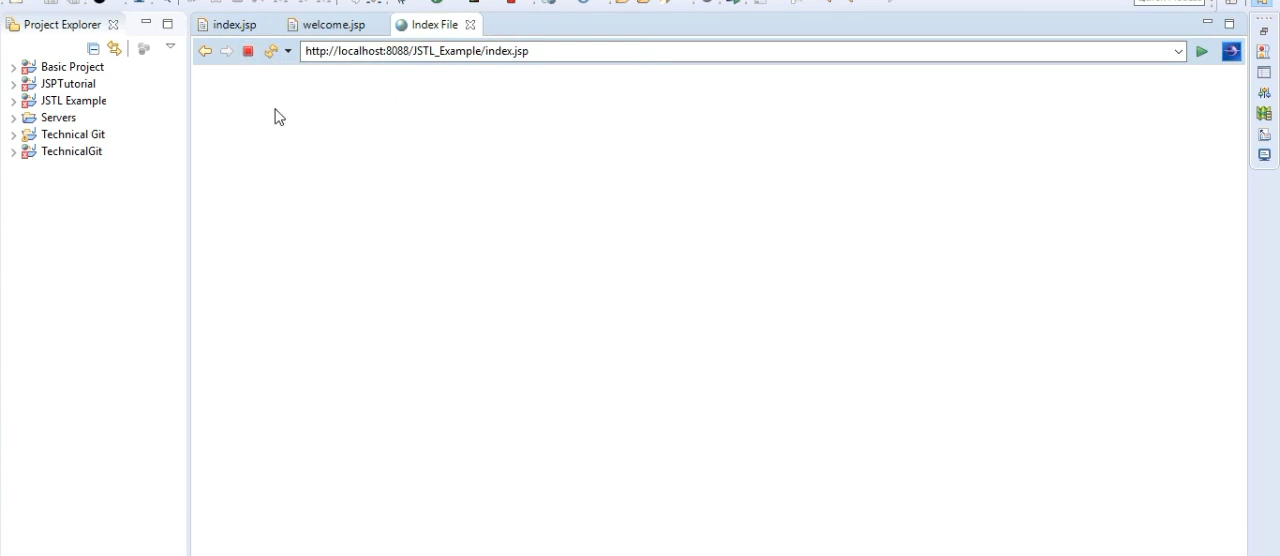 Project Explorer
index.jsp
welcome.jsp
Index File
http://localhost:8088/JSTL_Example/index.jsp
Basic Project
JSPTutorial
JSTL Example
Servers
Technical Git
TechnicalGit